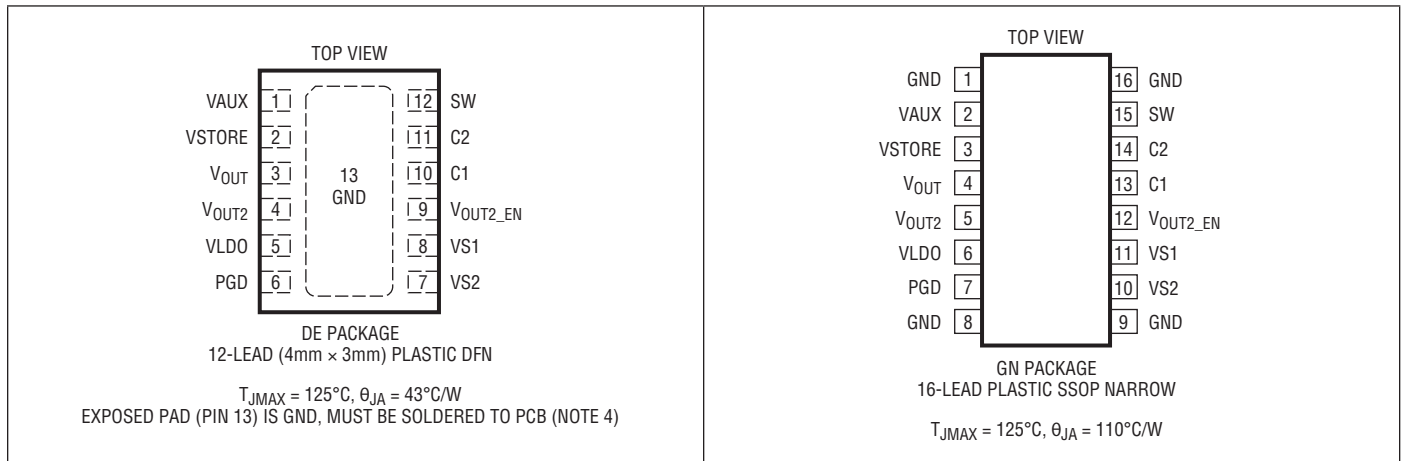 TOP VIEW
VAUX 1 12 SW
VSTORE 2 11 C2
VOUT 3 10 C1
13
GND
VOUT2 4 9 VOUT2_EN
VLDO 5 8 VS1
PGD 6 7 VS2
DE PACKAGE
12-LEAD (4mm × 3mm) PLASTIC DFN
TJMAX = 125°C, θJA = 43°C/W
EXPOSED PAD (PIN 13) IS GND, MUST BE SOLDERED TO PCB (NOTE 4)
TOP VIEW
GND 1 16 GND
VAUX 2 15 SW
VSTORE 3 14 C2
VOUT 4 13 C1
VOUT2 5 12 VOUT2_EN
VLDO 6 11 VS1
PGD 7 10 VS2
GND 8 9 GND
GN PACKAGE
16-LEAD PLASTIC SSOP NARROW
TJMAX = 125°C, θJA = 110°C/W